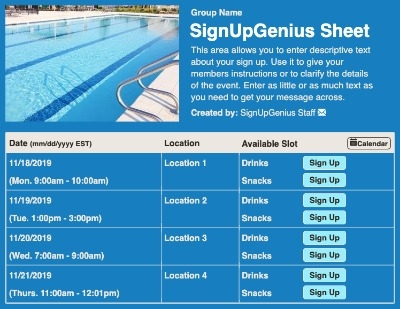 Group Name
SignUpGenius Sheet
This area allows you to enter descriptive text
about your sign up. Use it to give your
members instructions or to clarify the details
of the event. Enter as little or as much text as
you need to get your message across.
Created by: SignUpGenius Staff
Date (mm/dd/yyyy EST) Location Available Slot Calendar
11/18/2019 Location 1 Drinks Sign Up
(Mon. 9:00am - 10:00am) Snacks Sign Up
11/19/2019 Location 2 Drinks Sign Up
(Tue. 1:00pm - 3:00pm) Snacks Sign Up
11/20/2019 Location 3 Drinks Sign Up
(Wed. 7:00am - 9:00am) Snacks Sign Up
11/21/2019 Location 4 Drinks Sign Up
(Thurs. 11:00am - 12:01pm) Snacks Sign Up